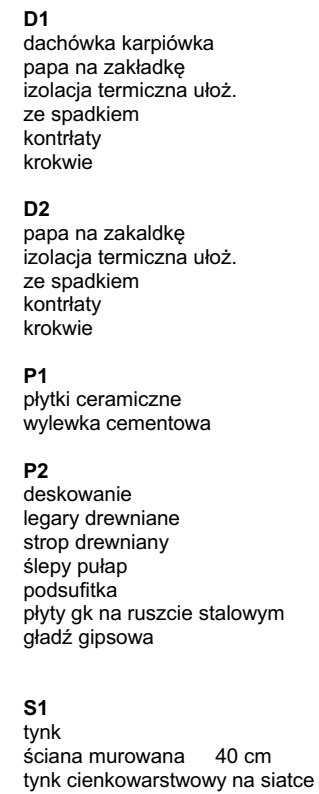 D1
dachówka karpiówka
papa na zakładkę
izolacja termiczna ułoż.
ze spadkiem
kontrłaty
krokwie
D2
papa na zakaldkę
izolacja termiczna ułoż.
ze spadkiem
kontrłaty
krokwie
P1
płytki ceramiczne
wylewka cementowa
P2
deskowanie
legary drewniane
strop drewniany
ślepy pułap
podsufitka
płyty gk na ruszcie stalowym
gładź gipsowa
S1
tynk
ściana murowana 40 cm
tynk cienkowarstwowy na siatce